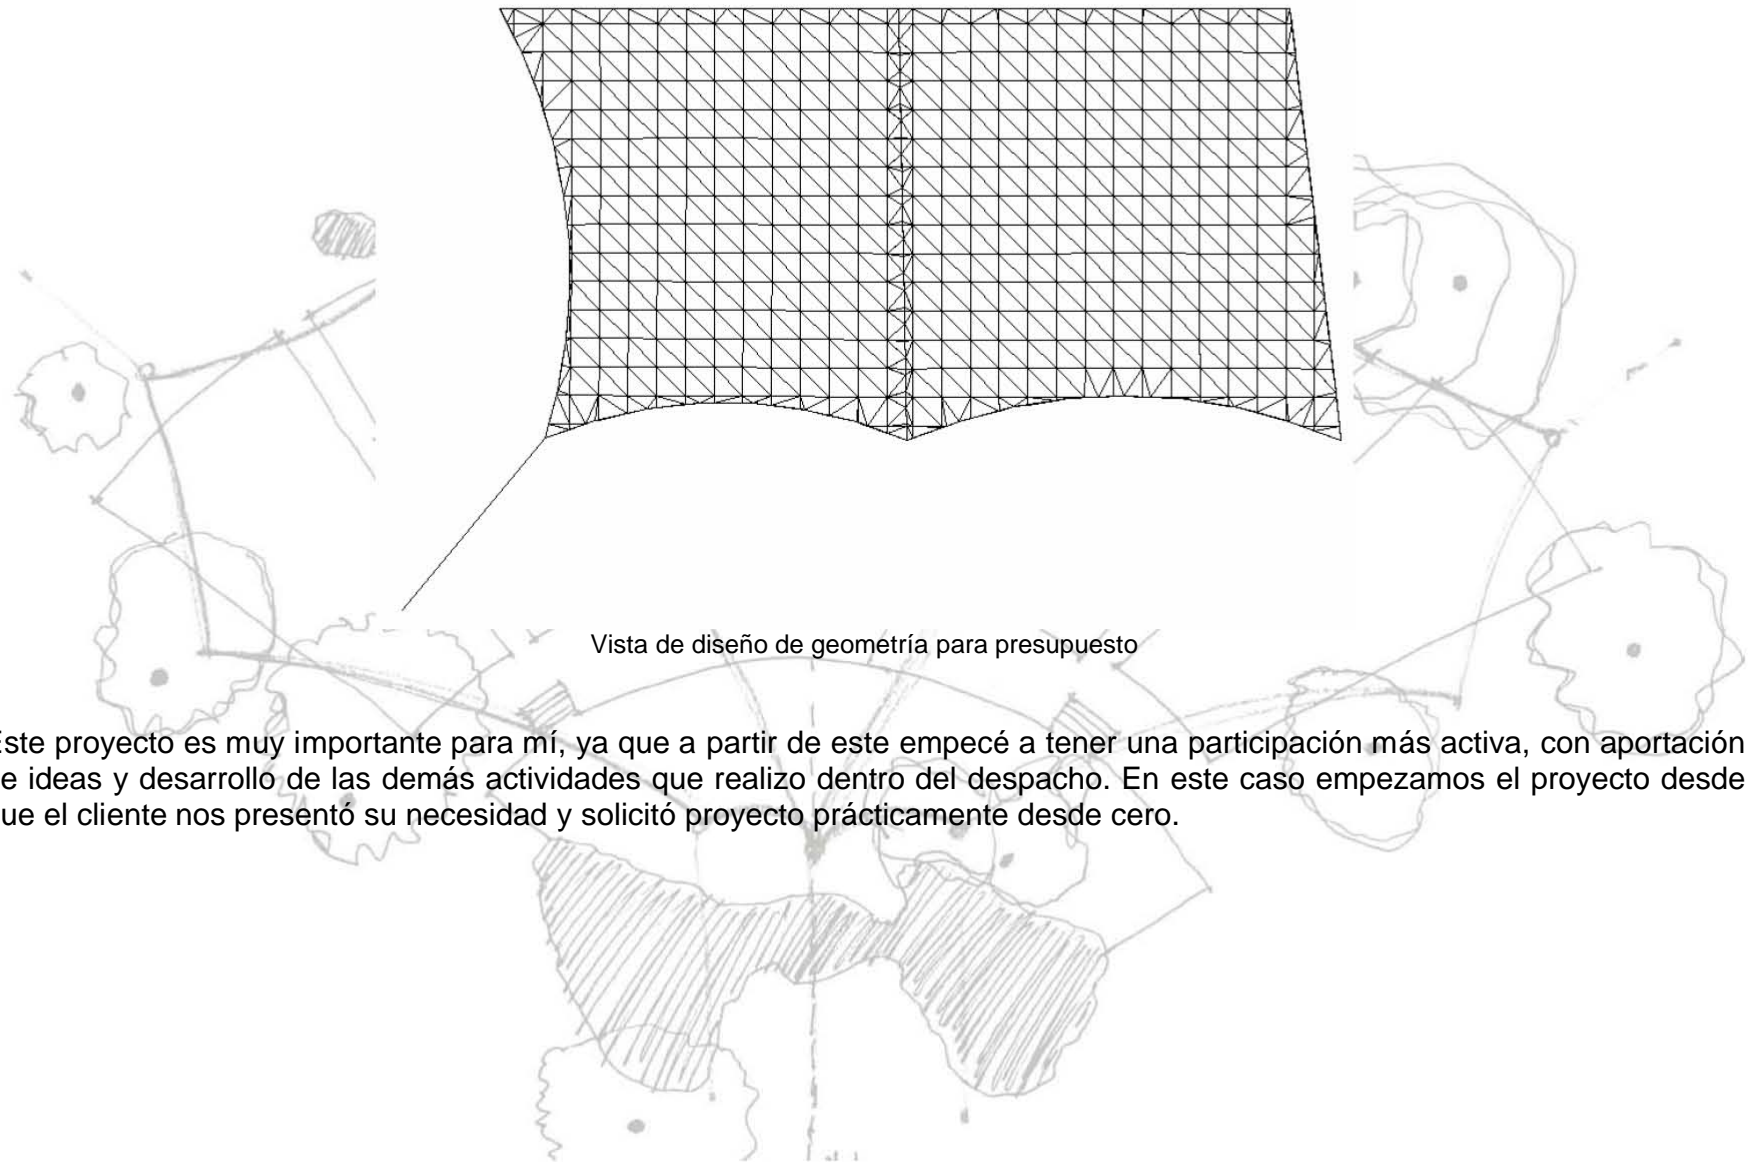 Vista de diseño de geometría para presupuesto
Este proyecto es muy importante para mí, ya que a partir de este empecé a tener una participación más activa, con aportación
e ideas y desarrollo de las demás actividades que realizo dentro del despacho. En este caso empezamos el proyecto desde
ue el cliente nos presentó su necesidad y solicitó proyecto prácticamente desde cero.